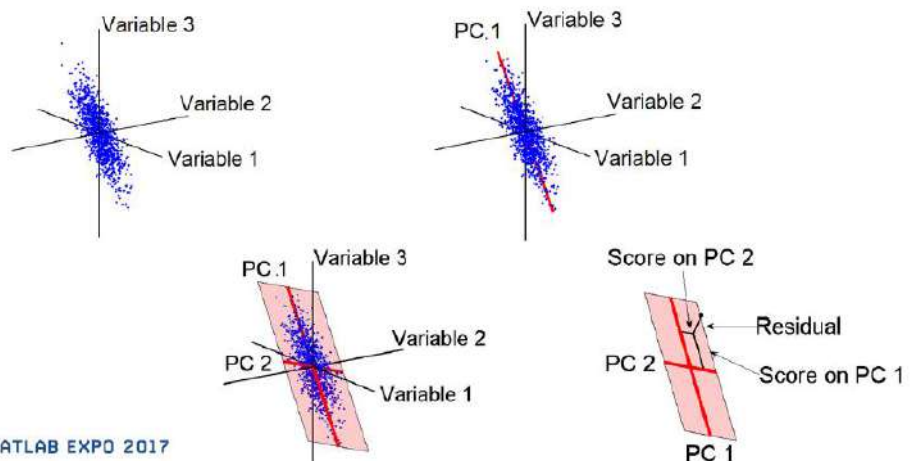 Variable 3
Variable 2
Variable 1
PC.1
Variable 3
Variable 2
Variable 1
PC.1
Variable 3
PC 2
Variable 2
Variable 1
Score on PC 2
Residual
PC 2
Score on PC 1
PC 1
ATLAB EXPO 2017